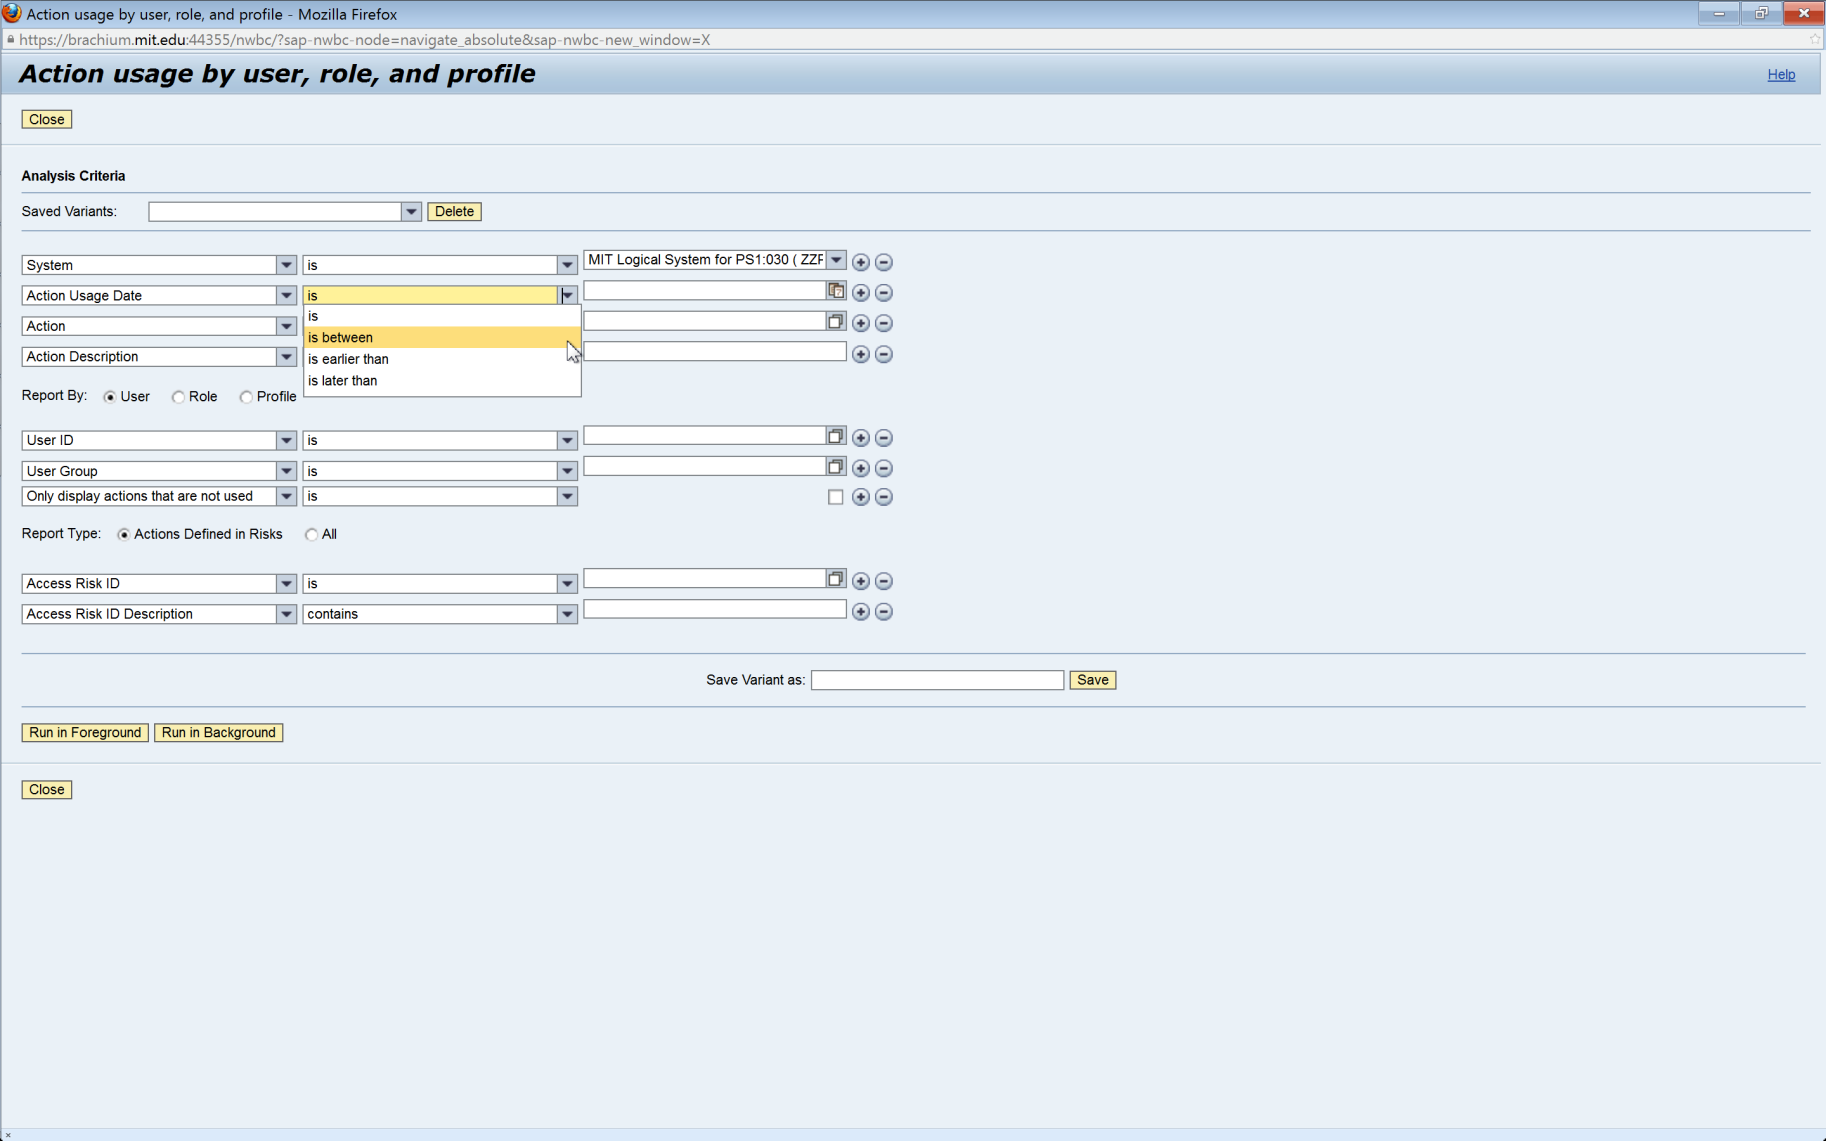 Action usage by user, role, and profile - Mozilla Firefox
https://brachium.mit.edu:44355/nwbc/?sap-nwbc-node=navigate_absolute&sap-nwbc-new_window=X
Action usage by user, role, and profile
Help
Close
Analysis Criteria
Saved Variants:
Delete
System is MIT Logical System for PS1:030 ( ZZF
Action Usage Date is
is
Action
is between
Action Description
is earlier than
is later than
Report By: User Role Profile
User ID is
User Group is
Only display actions that are not used is
Report Type: Actions Defined in Risks All
Access Risk ID is
Access Risk ID Description contains
Save Variant as: Save
Run in Foreground Run in Background
Close